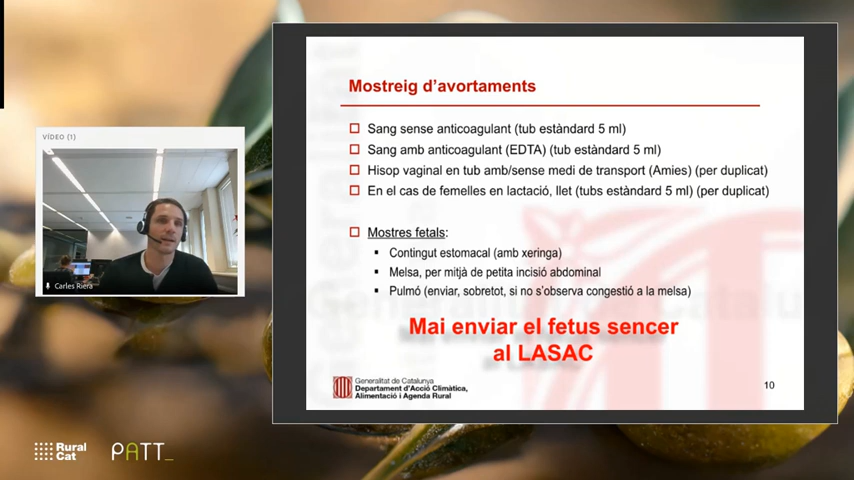 VÍDEO (1)
Carles Riera
Mostreig d'avortaments
Sang sense anticoagulant (tub estàndard 5 ml)
Sang amb anticoagulant (EDTA) (tub estàndard 5 ml)
Hisop vaginal en tub amb/sense medi de transport (Amies) (per duplicat)
En el cas de femelles en lactació, llet (tubs estàndard 5 ml) (per duplicat)
Mostres fetals:
Contingut estomacal (amb xeringa)
Melsa, per mitjà de petita incisió abdominal
Pulmó (enviar, sobretot, si no s'observa congestió a la melsa)
Mai enviar el fetus sencer
al LASAC
Generalitat de Catalunya
Departament d'Acció Climàtica,
Alimentació i Agenda Rural
10
Rural
Cat
PATT_